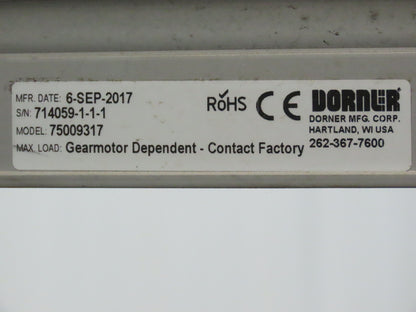 MFR. DATE: 6-SEP-2017
S/N: 714059-1-1-1
MODEL: 75009317
MAX. LOAD: Gearmotor Dependent - Contact Factory
RoHS CE
DORNER
DORNER MFG. CORP.
HARTLAND, WI USA
262-367-7600